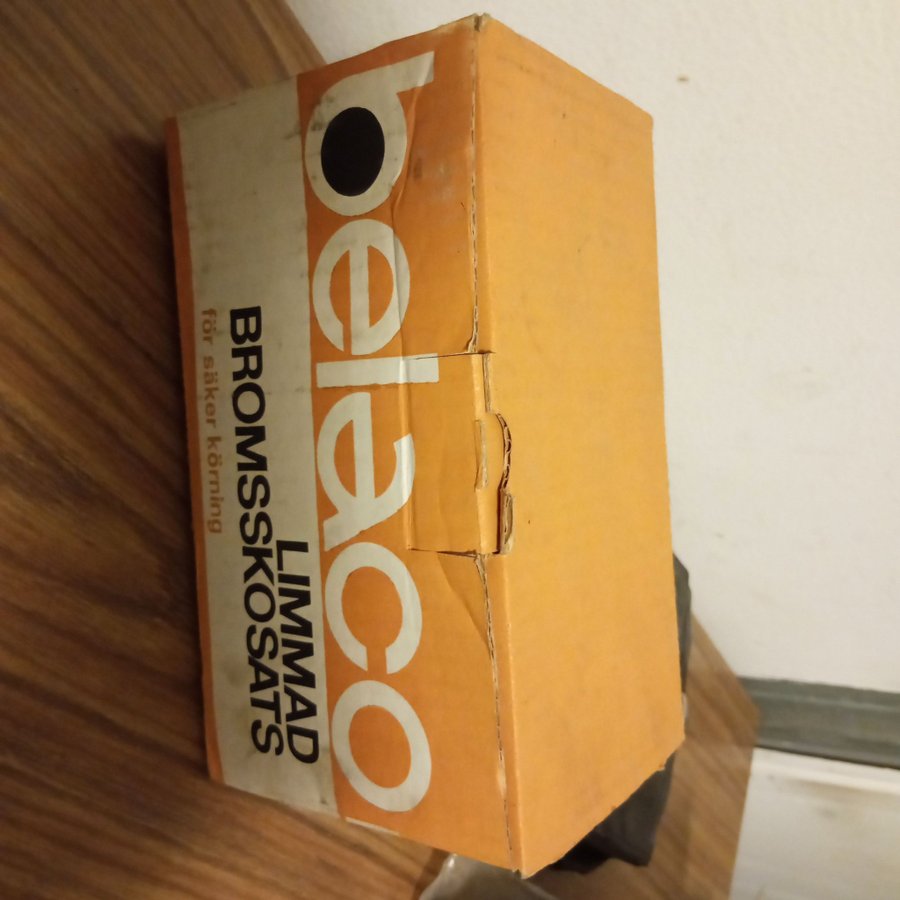 belaco
LIMMAD
BROMSSKOSATS
för säker körning